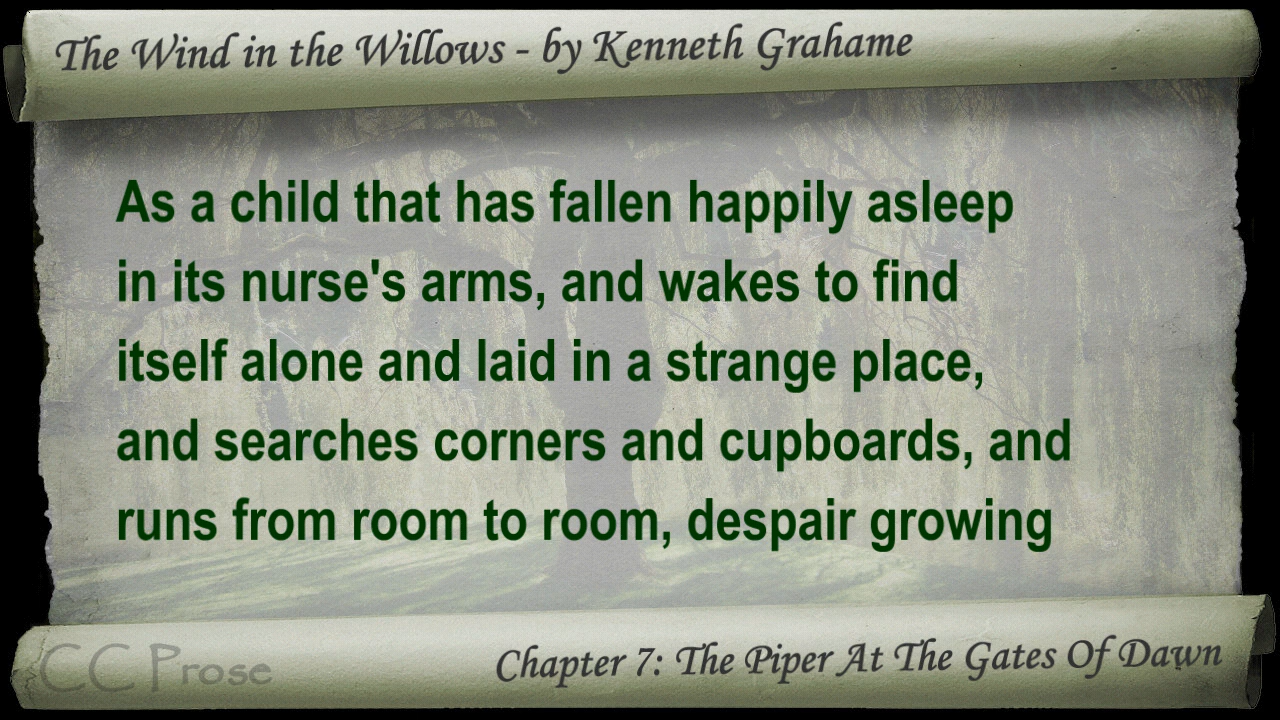 The Wind in the Willows - by Kenneth Grahame
As a child that has fallen happily asleep
in its nurse's arms, and wakes to find
itself alone and laid in a strange place,
and searches corners and cupboards, and
runs from room to room, despair growing
CC Prose
Chapter 7: The Piper At The Gates Of Dawn